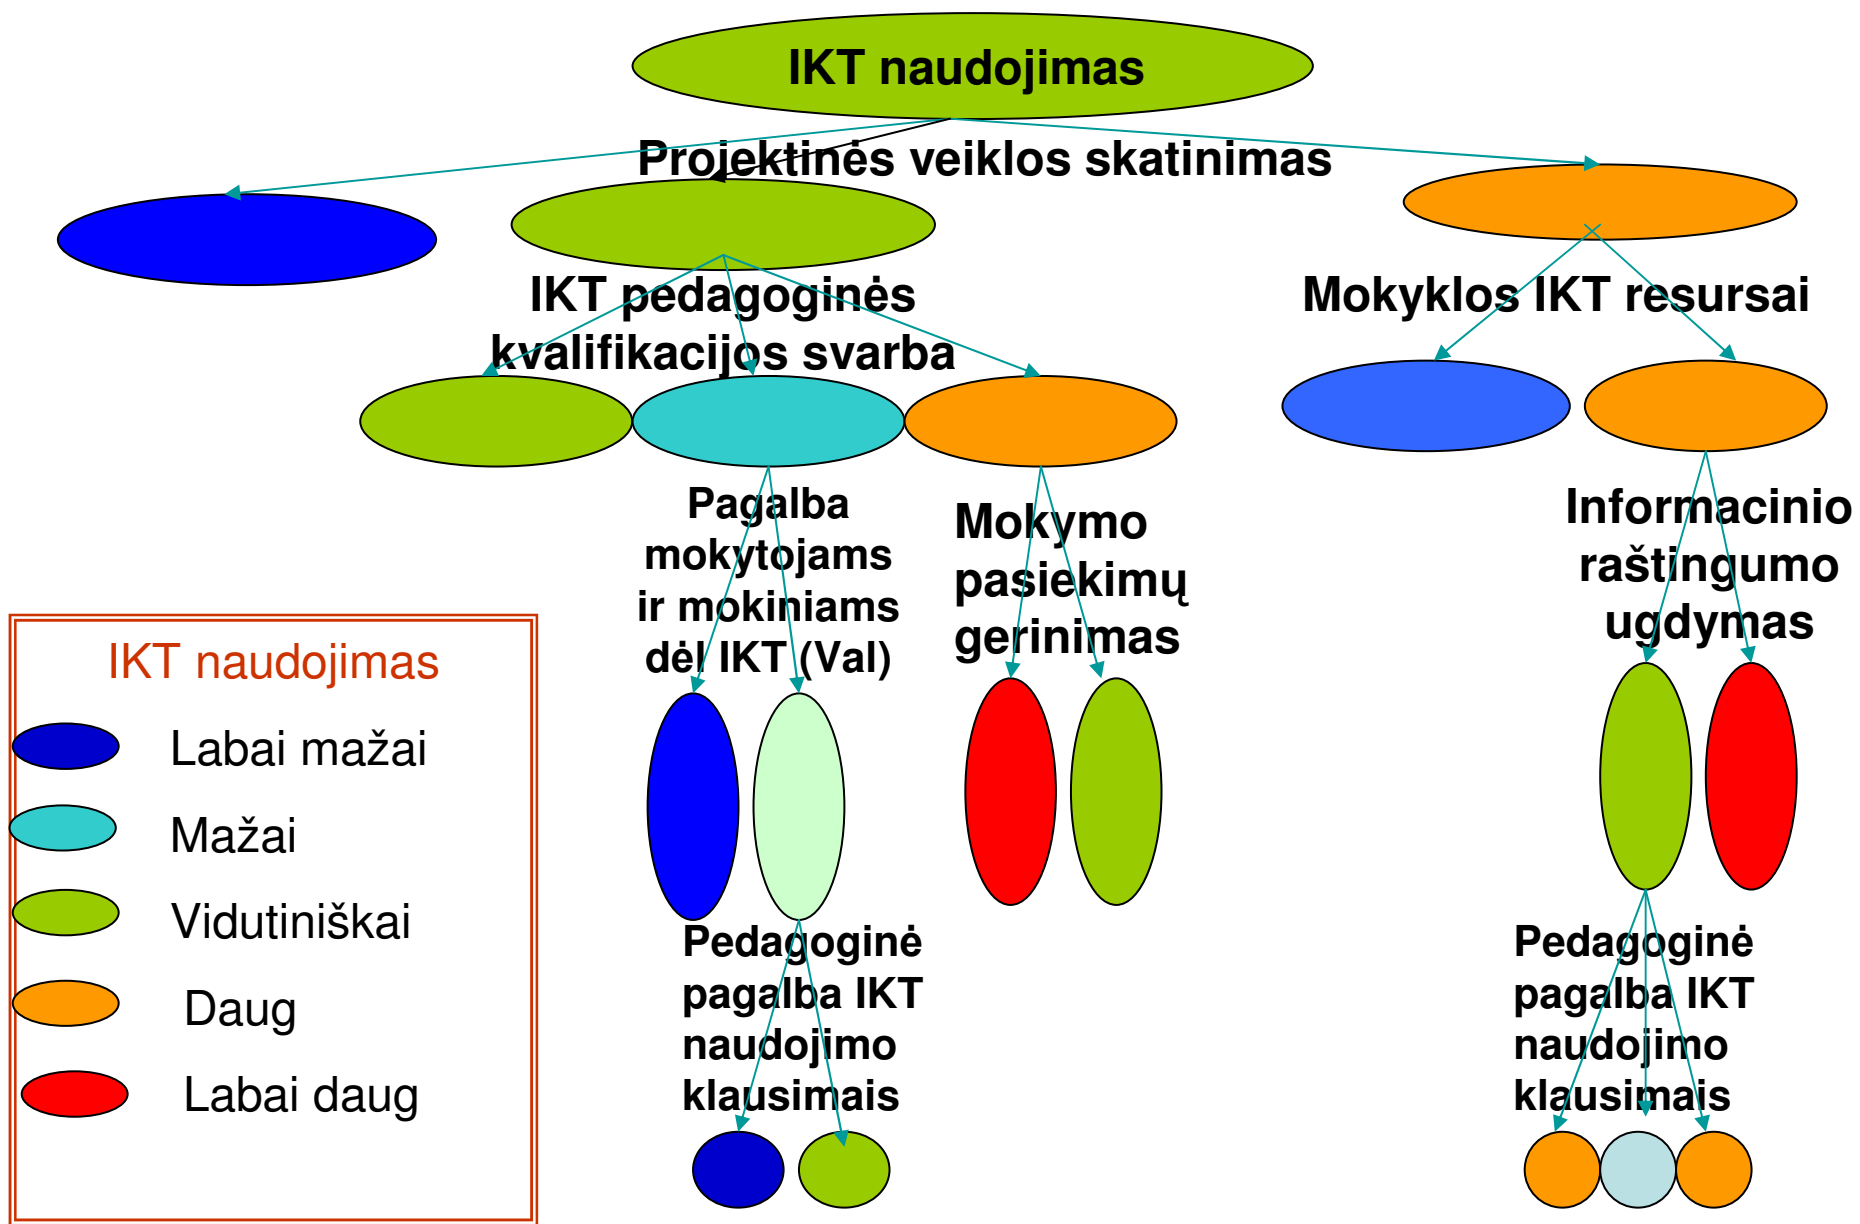 IKT naudojimas
Projektinės veiklos skatinimas
IKT pedagoginės
kvalifikacijos svarba
Mokyklos IKT resursai
Pagalba
mokytojams
ir mokiniams
dėl IKT (Val)
Mokymo
pasiekimų
gerinimas
Informacinio
raštingumo
ugdymas
IKT naudojimas
Labai mažai
Mažai
Vidutiniškai
Daug
Labai daug
Pedagoginė
pagalba IKT
naudojimo
klausimais
Pedagoginė
pagalba IKT
naudojimo
klausimais